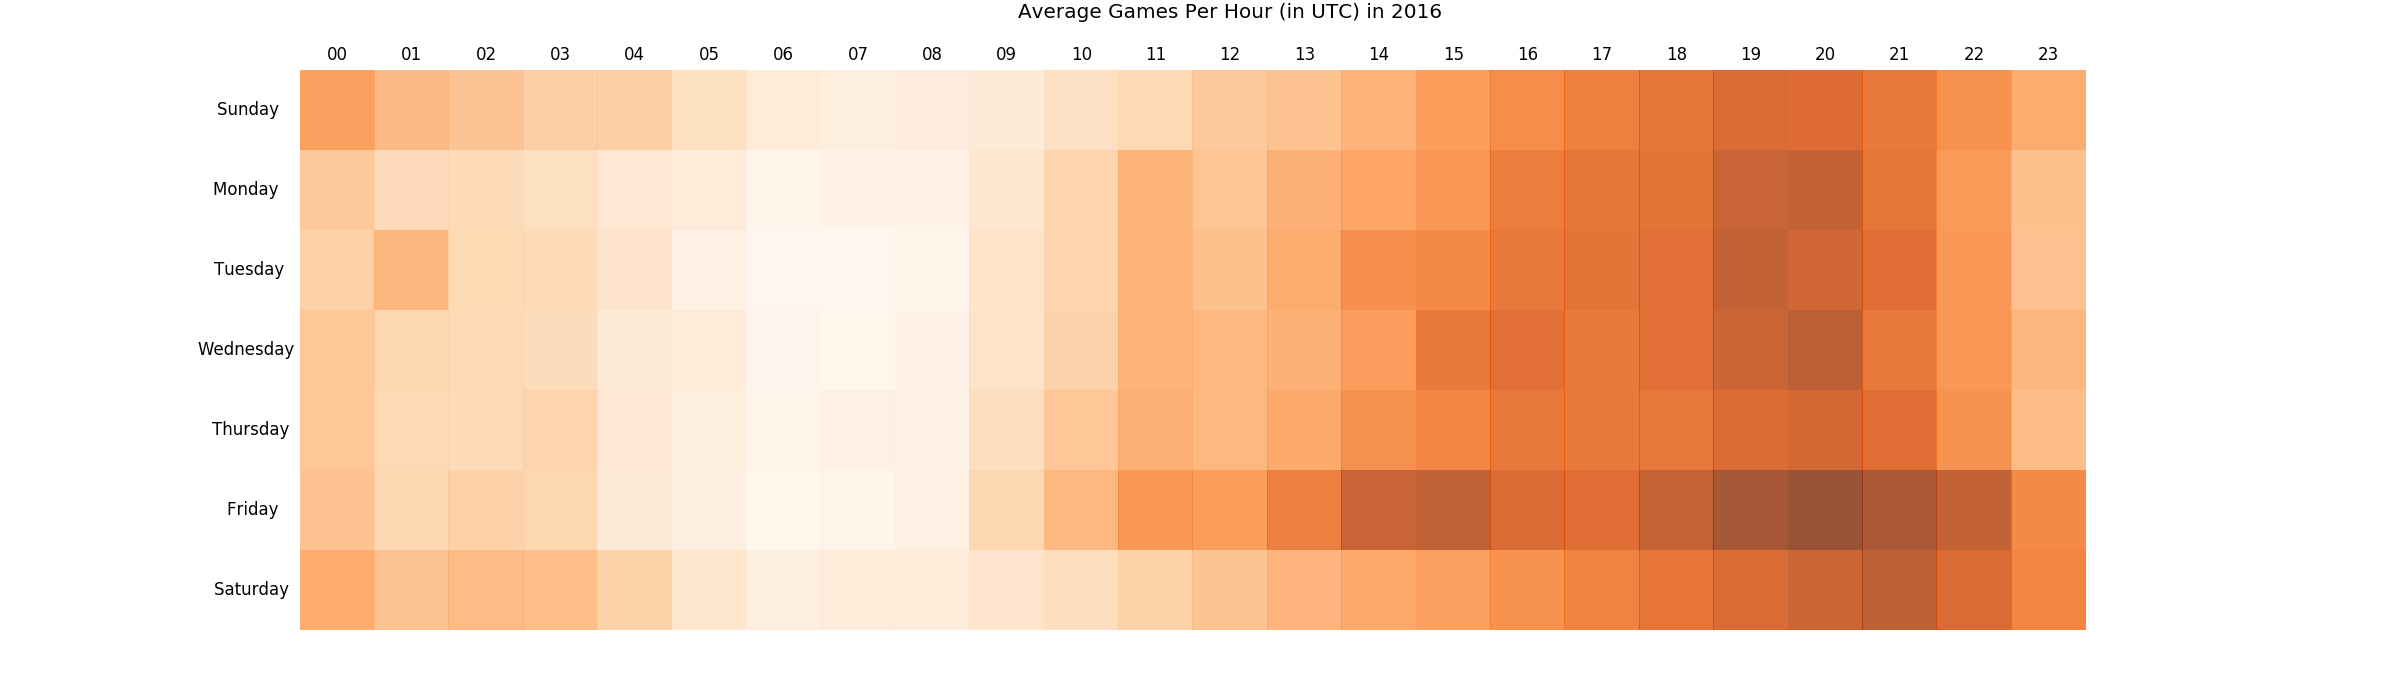 Average Games Per Hour (in UTC) in 2016
00 01 02 03 04 05 06 07 08 09 10 11 12 13 14 15 16 17 18 19 20 21 22 23
Sunday
Monday
Tuesday
Wednesday
Thursday
Friday
Saturday